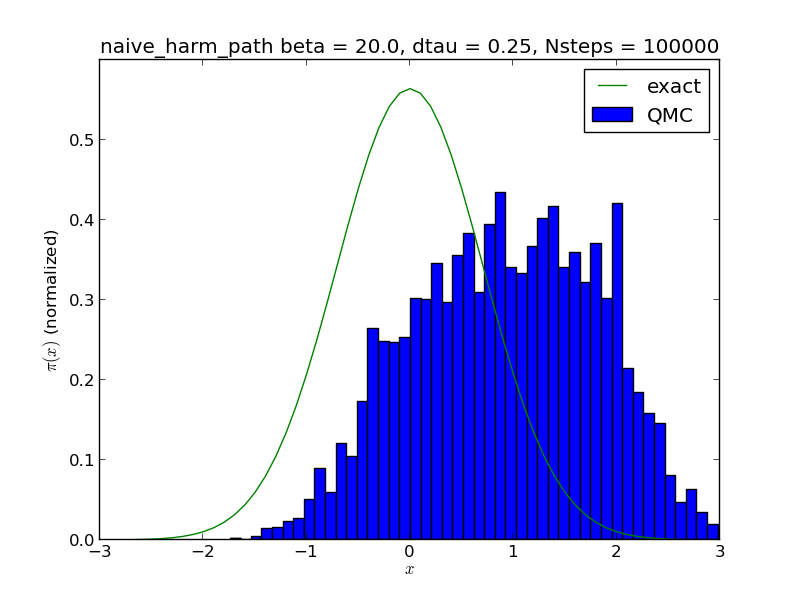 naive_harm_path beta = 20.0, dtau = 0.25, Nsteps = 100000
exact
QMC
π(x) (normalized)
0.5
0.4
0.3
0.2
0.1
0.0
−3 −2 −1 0 1 2 3
x